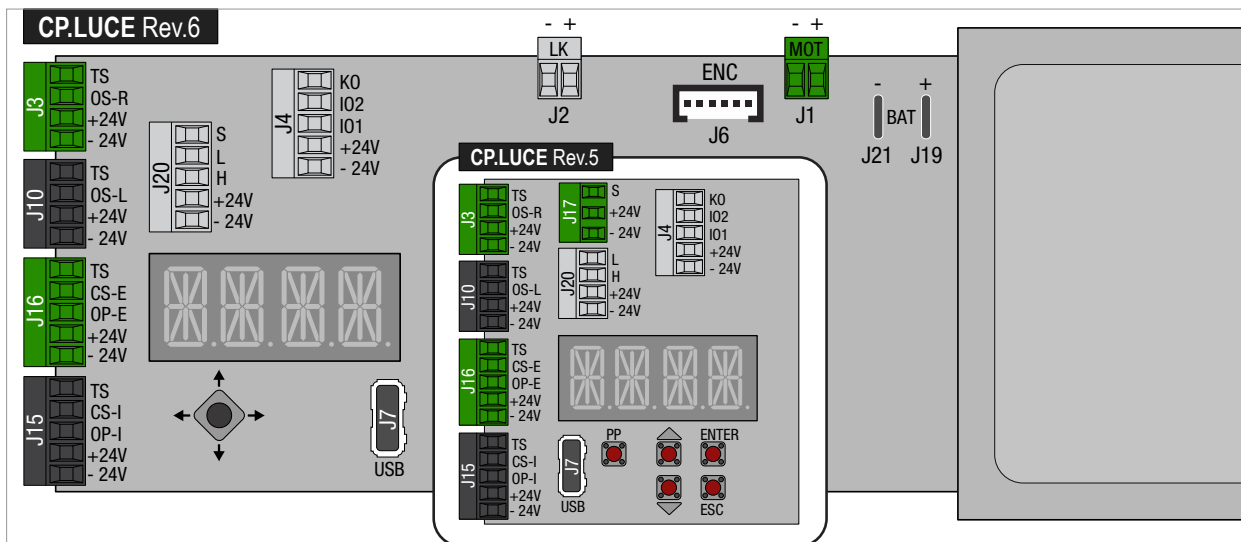 CP.LUCE Rev.6
- +
LK
J2
ENC
J6
- +
MOT
J1
- +
BAT
J21 J19
J3
TS
OS-R
+24V
- 24V
J10
TS
OS-L
+24V
- 24V
J16
TS
CS-E
OP-E
+24V
- 24V
J15
TS
CS-I
OP-I
+24V
- 24V
J20
S
L
H
+24V
- 24V
J4
KO
IO2
IO1
+24V
- 24V
J7
USB
CP.LUCE Rev.5
J3
TS
OS-R
+24V
- 24V
J10
TS
OS-L
+24V
- 24V
J16
TS
CS-E
OP-E
+24V
- 24V
J15
TS
CS-I
OP-I
+24V
- 24V
J17
S
+24V
- 24V
J20
L
H
+24V
- 24V
J4
KO
IO2
IO1
+24V
- 24V
J7
USB
PP
ENTER
ESC